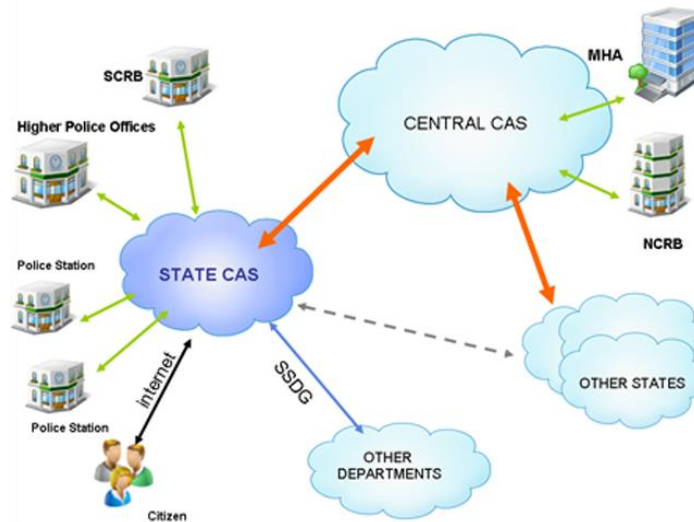 SCRB
MHA
Higher Police Offices
CENTRAL CAS
NCRB
Police Station
STATE CAS
Police Station
internet
SSDG
OTHER STATES
OTHER
DEPARTMENTS
Citizen